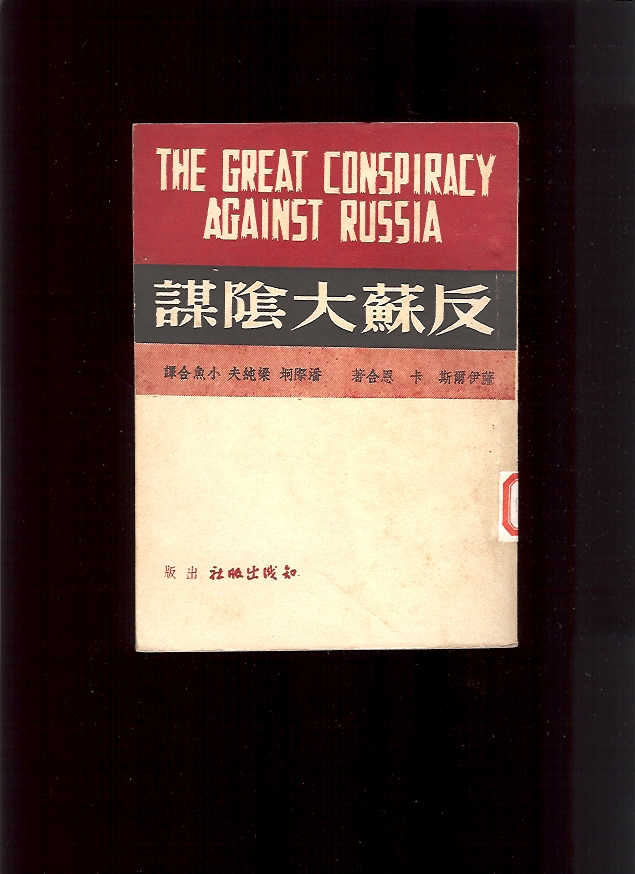 THE GREAT CONSPIRACY
AGAINST RUSSIA
反蘇大陰謀
薩伊爾斯 卡恩合著 潘際坰 梁純夫 小魚合譯
知識出版社 出版